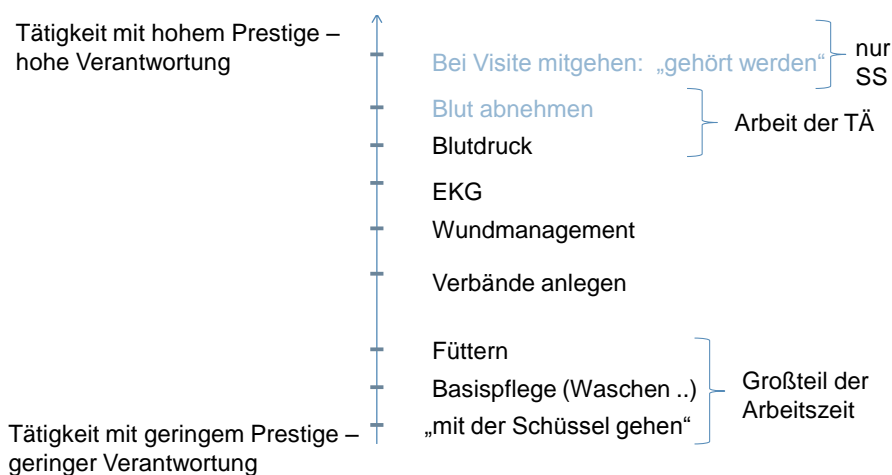 Tätigkeit mit hohem Prestige –
hohe Verantwortung
Bei Visite mitgehen: „gehört werden“
nur
SS
Blut abnehmen
Arbeit der TÄ
Blutdruck
EKG
Wundmanagement
Verbände anlegen
Füttern
Basispflege (Waschen ..)
Großteil der
Arbeitszeit
„mit der Schüssel gehen“
Tätigkeit mit geringem Prestige –
geringer Verantwortung